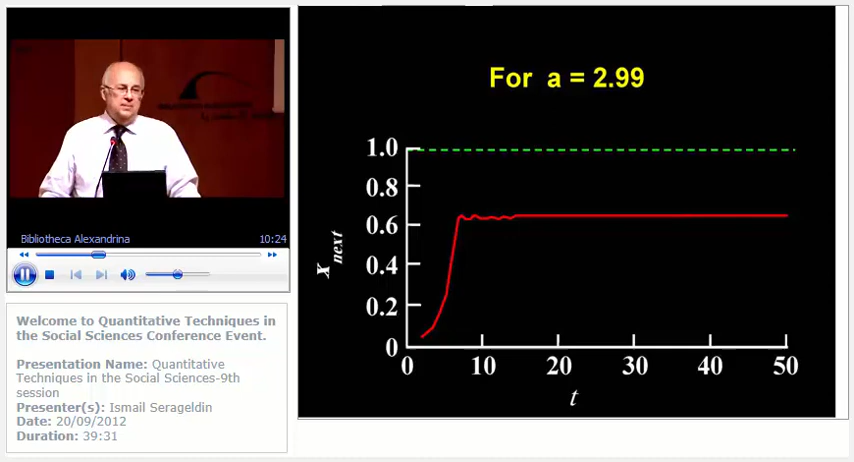 Bibliotheca Alexandrina 10:24
Welcome to Quantitative Techniques in
the Social Sciences Conference Event.
Presentation Name: Quantitative
Techniques in the Social Sciences-9th
session
Presenter(s): Ismail Serageldin
Date: 20/09/2012
Duration: 39:31
For a = 2.99
1.0
0.8
0.6
0.4
0.2
0
x next
0 10 20 30 40 50
t